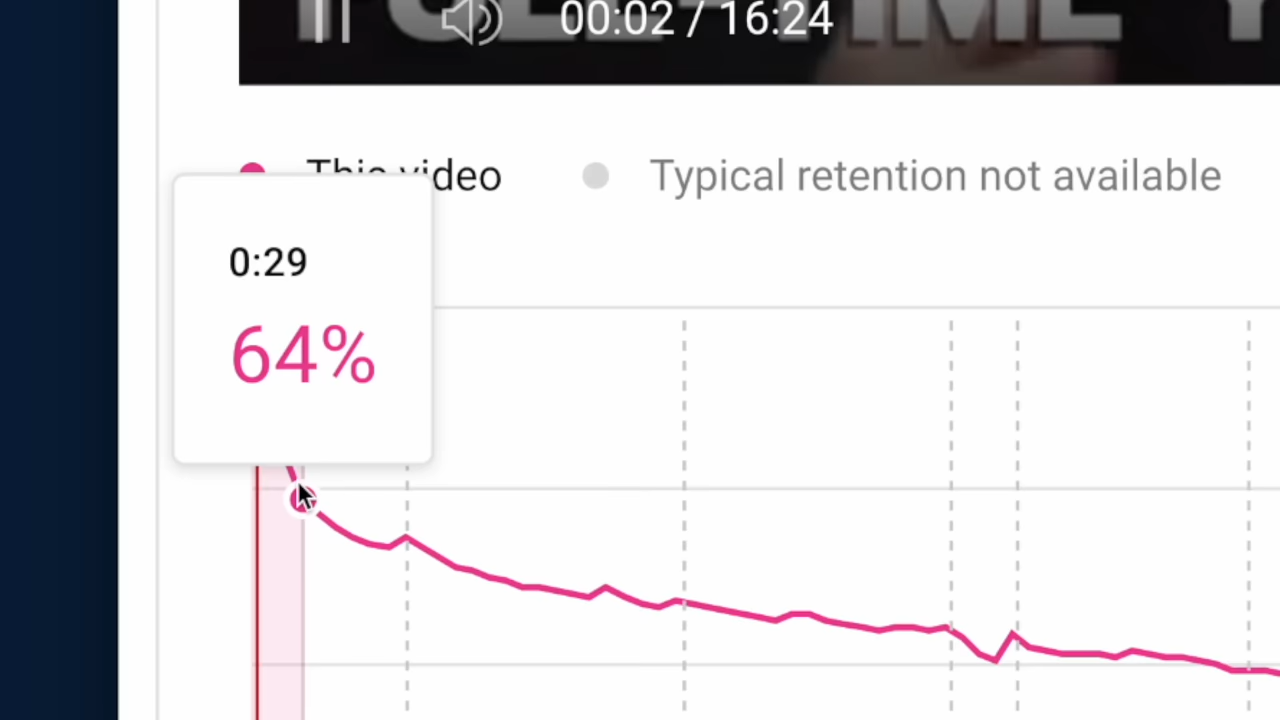 00:02 / 16:24
This video
Typical retention not available
0:29
64%